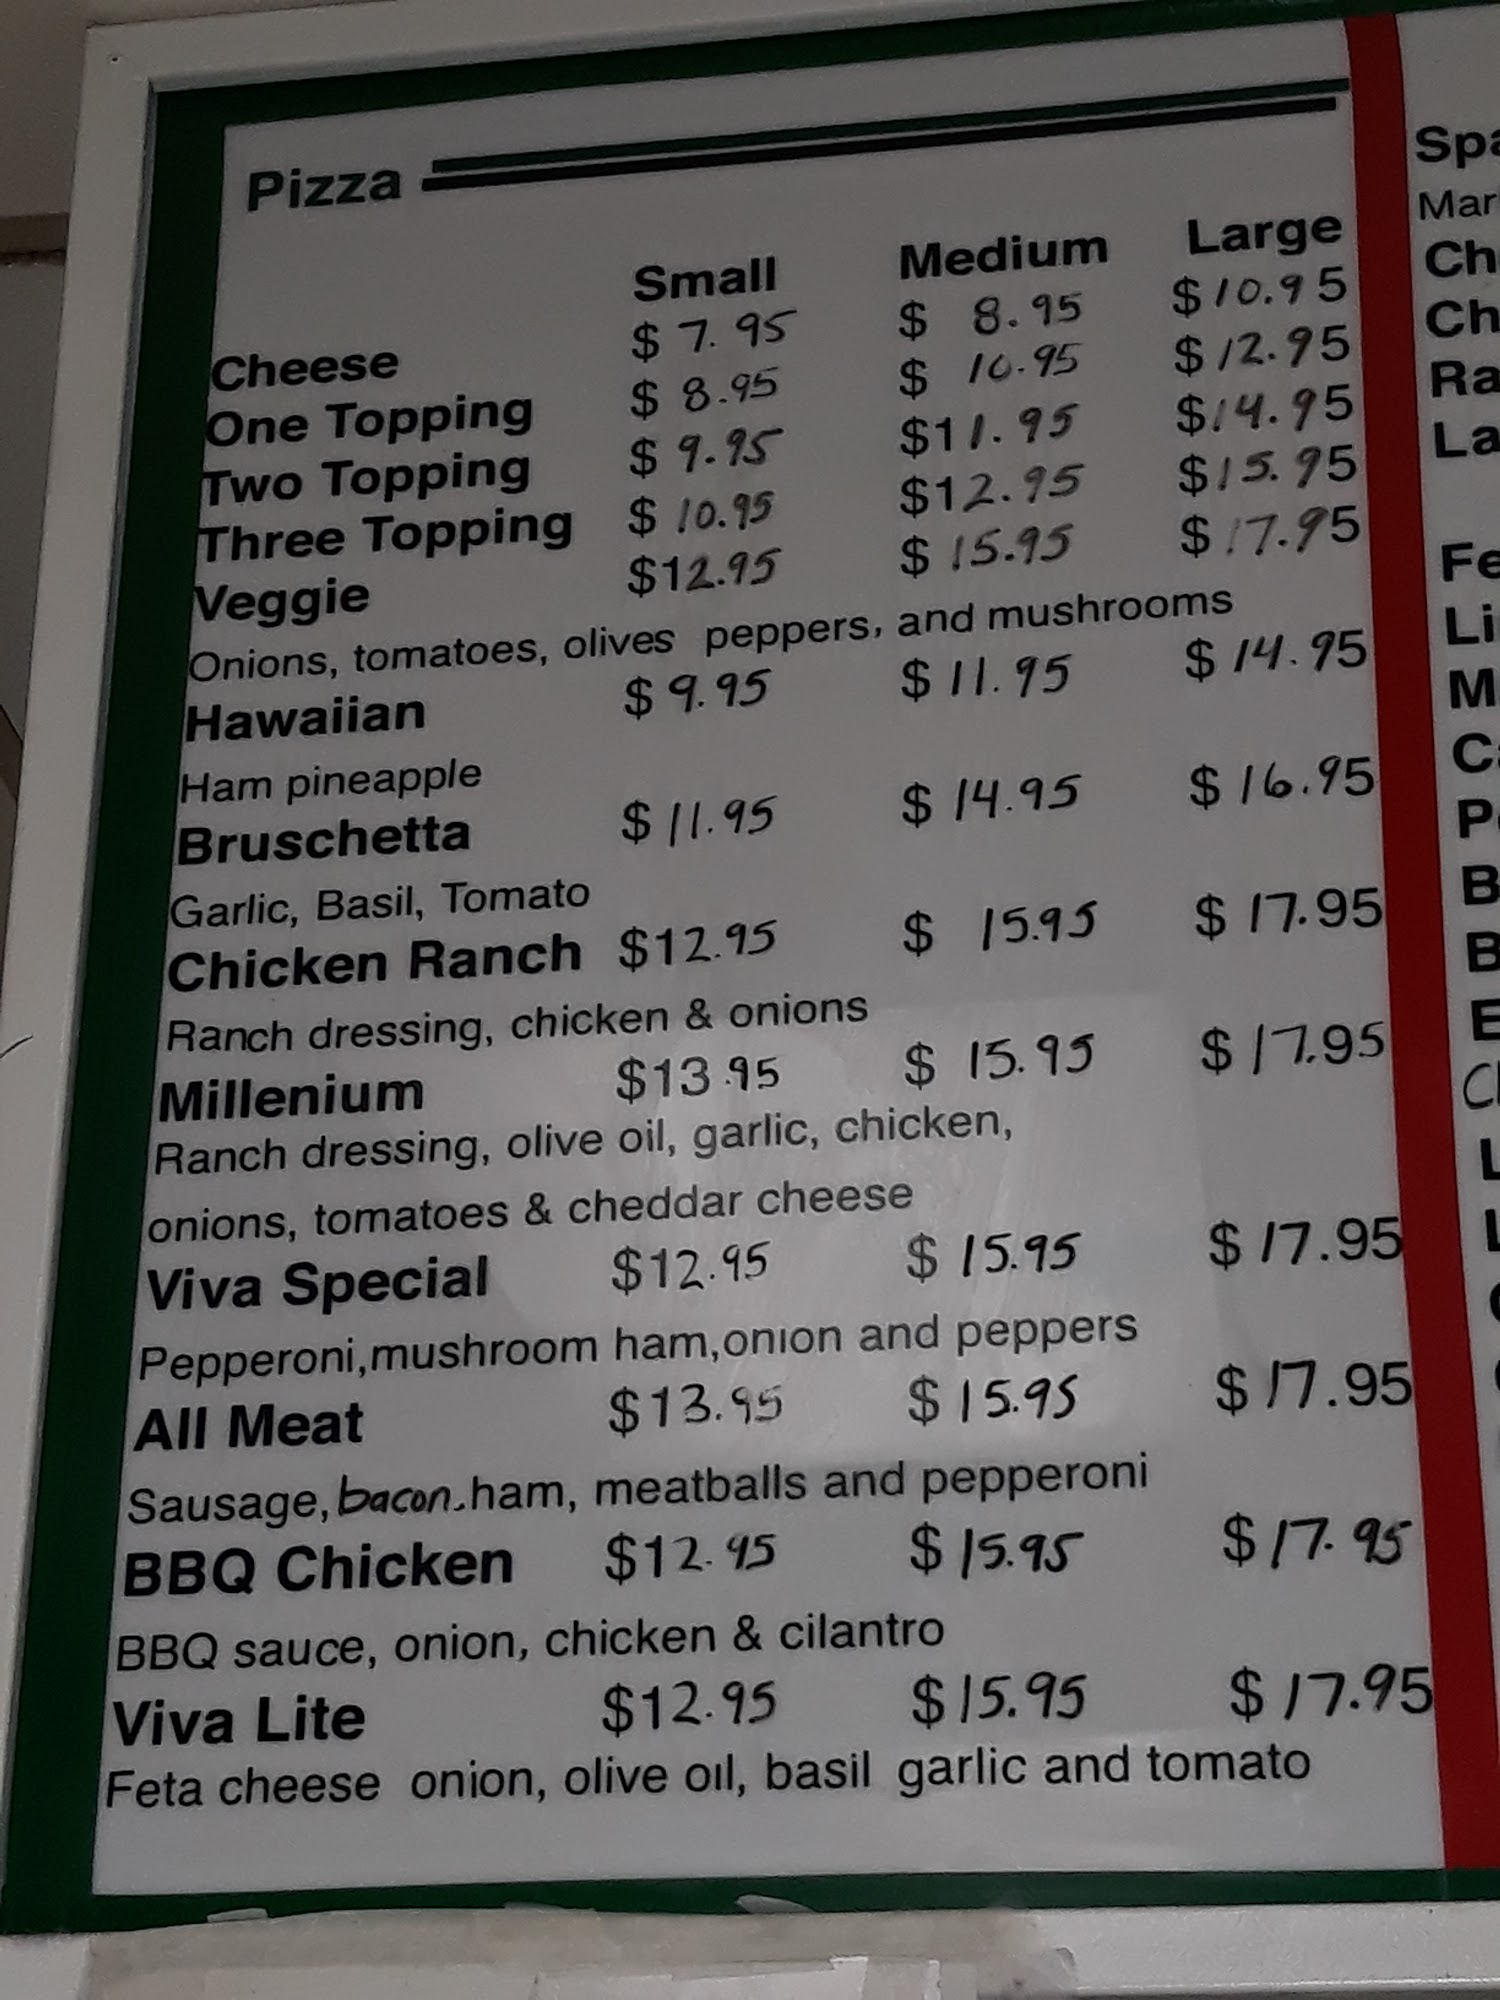 Pizza
Small Medium Large
Cheese $ 7.95 $ 8.95 $10.95
One Topping $ 8.95 $ 10.95 $12.95
Two Topping $ 9.95 $11.95 $14.95
Three Topping $ 10.95 $12.95 $15.95
Veggie $12.95 $ 15.95 $17.95
Onions, tomatoes, olives peppers, and mushrooms
Hawaiian $ 9.95 $ 11.95 $ 14.95
Ham pineapple
Bruschetta $ 11.95 $ 14.95 $ 16.95
Garlic, Basil, Tomato
Chicken Ranch $12.95 $ 15.95 $ 17.95
Ranch dressing, chicken & onions
Millenium $13.95 $ 15.95 $ 17.95
Ranch dressing, olive oil, garlic, chicken,
onions, tomatoes & cheddar cheese
Viva Special $12.95 $ 15.95 $ 17.95
Pepperoni,mushroom ham,onion and peppers
All Meat $13.95 $ 15.95 $ 17.95
Sausage, bacon, ham, meatballs and pepperoni
BBQ Chicken $12.95 $ 15.95 $ 17.95
BBQ sauce, onion, chicken & cilantro
Viva Lite $12.95 $ 15.95 $ 17.95
Feta cheese onion, olive oil, basil garlic and tomato